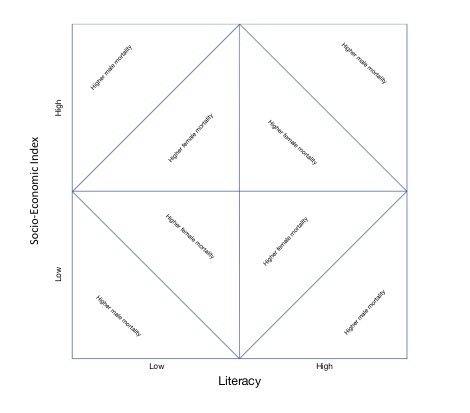 Higher male mortality
Higher male mortality
Higher female mortality
Higher female mortality
High
Socio-Economic Index
Higher female mortality
Higher female mortality
Low
Higher male mortality
Higher male mortality
Low
High
Literacy